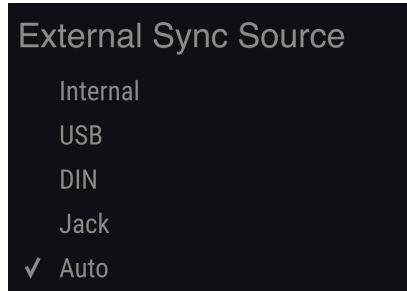 External Sync Source
Internal
USB
DIN
Jack
✓ Auto